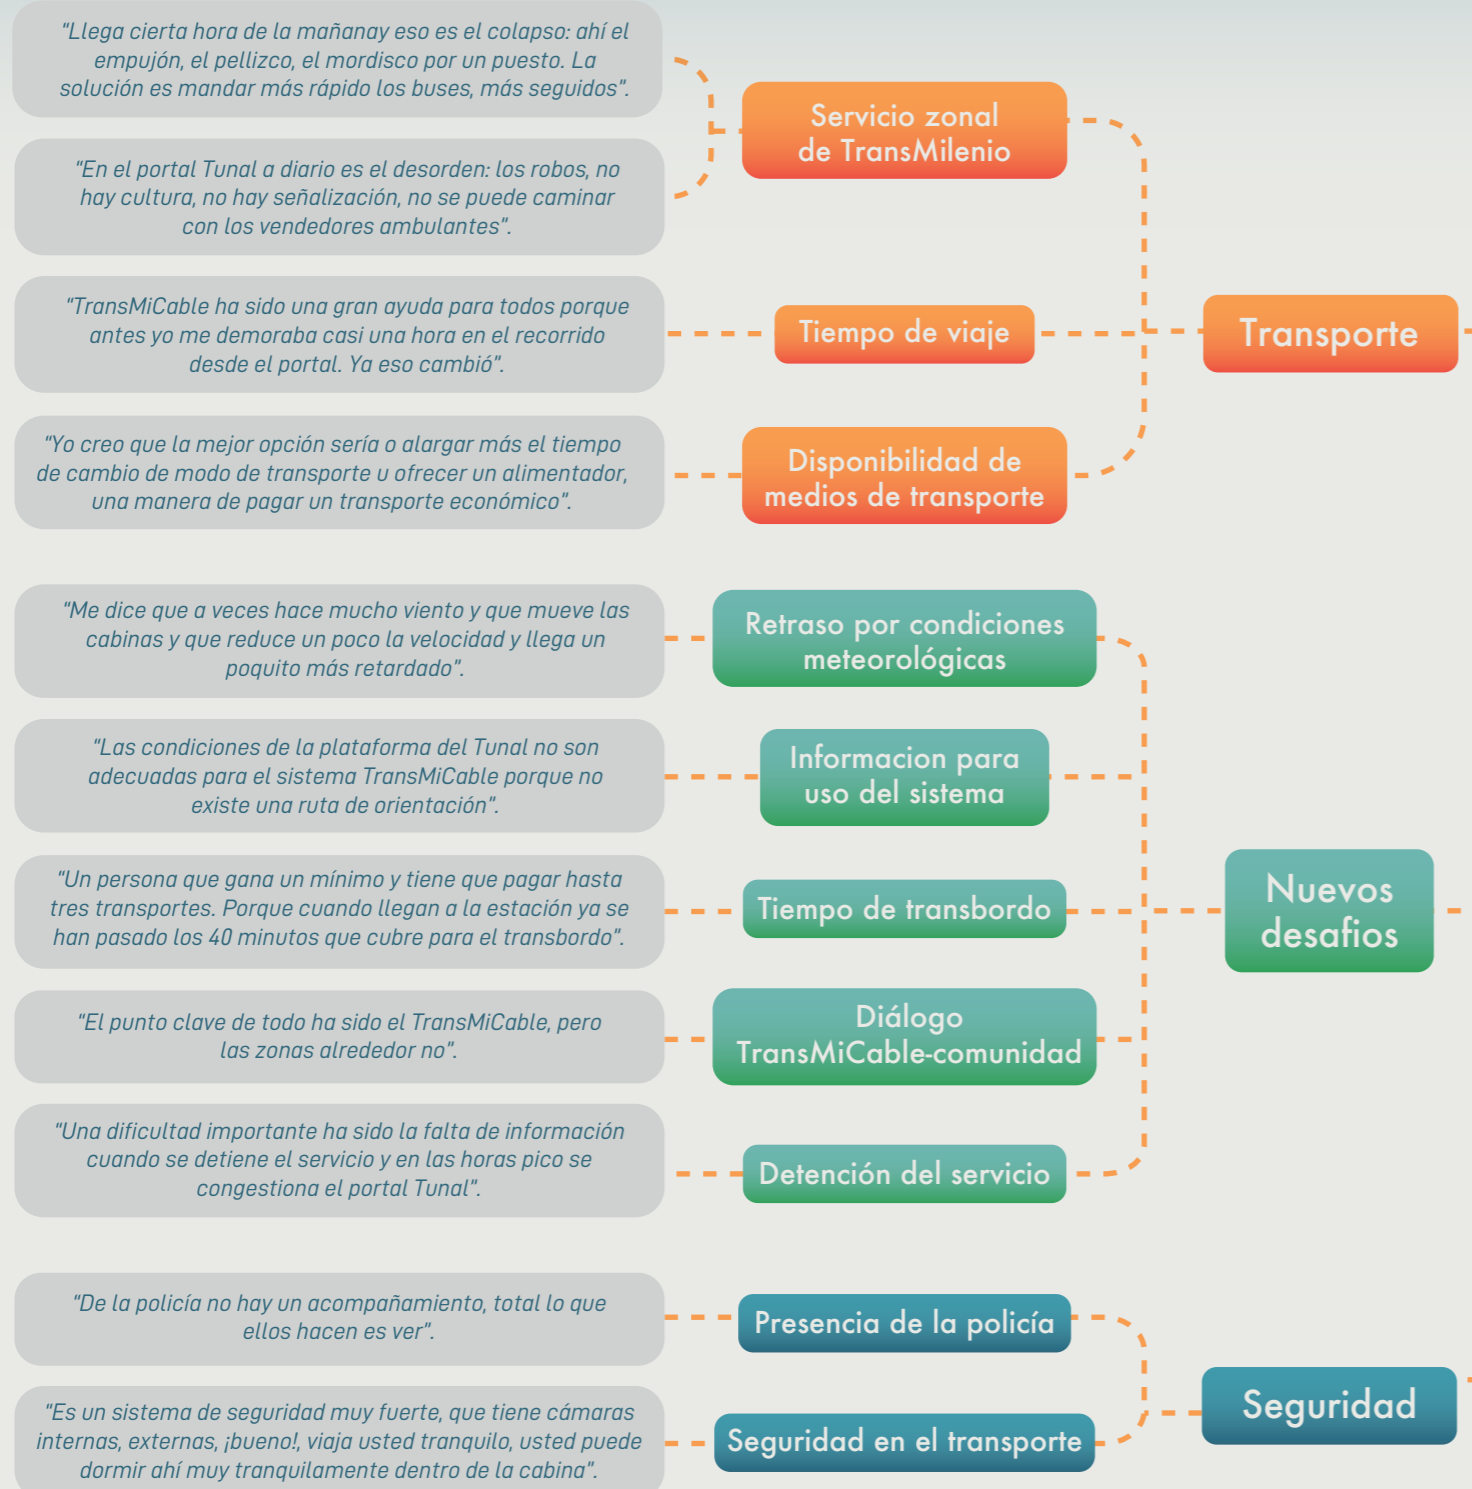 "Llega cierta hora de la mañanay eso es el colapso: ahí el
empujón, el pellizco, el mordisco por un puesto. La
solución es mandar más rápido los buses, más seguidos".
"En el portal Tunal a diario es el desorden: los robos, no
hay cultura, no hay señalización, no se puede caminar
con los vendedores ambulantes".
Servicio zonal
de TransMilenio
"TransMiCable ha sido una gran ayuda para todos porque
antes yo me demoraba casi una hora en el recorrido
desde el portal. Ya eso cambió".
Tiempo de viaje
"Yo creo que la mejor opción sería o alargar más el tiempo
de cambio de modo de transporte u ofrecer un alimentador,
una manera de pagar un transporte económico".
Disponibilidad de
medios de transporte
Transporte
"Me dice que a veces hace mucho viento y que mueve las
cabinas y que reduce un poco la velocidad y llega un
poquito más retardado".
Retraso por condiciones
meteorológicas
"Las condiciones de la plataforma del Tunal no son
adecuadas para el sistema TransMiCable porque no
existe una ruta de orientación".
Informacion para
uso del sistema
"Un persona que gana un mínimo y tiene que pagar hasta
tres transportes. Porque cuando llegan a la estación ya se
han pasado los 40 minutos que cubre para el transbordo".
Tiempo de transbordo
"El punto clave de todo ha sido el TransMiCable, pero
las zonas alrededor no".
Diálogo
TransMiCable-comunidad
"Una dificultad importante ha sido la falta de información
cuando se detiene el servicio y en las horas pico se
congestiona el portal Tunal".
Detención del servicio
Nuevos
desafios
"De la policía no hay un acompañamiento, total lo que
ellos hacen es ver".
Presencia de la policía
"Es un sistema de seguridad muy fuerte, que tiene cámaras
internas, externas, ¡bueno!, viaja usted tranquilo, usted puede
dormir ahí muy tranquilamente dentro de la cabina".
Seguridad en el transporte
Seguridad